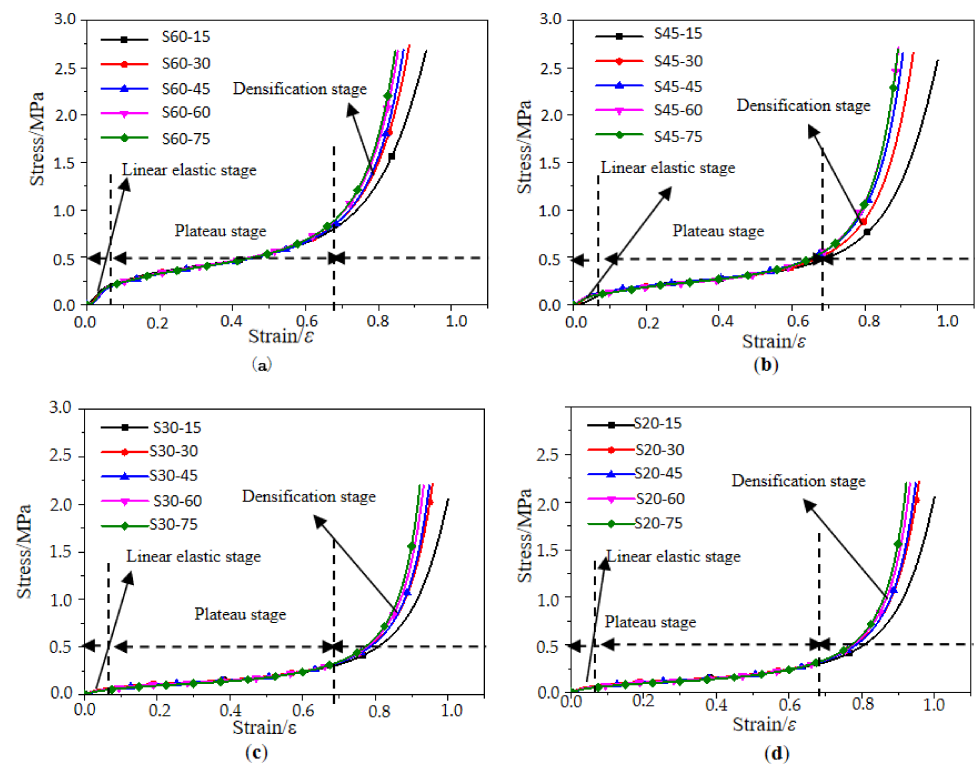 3.0
2.5
2.0
1.5
1.0
0.5
0.0
Stress/MPa
S60-15
S60-30
S60-45
S60-60
S60-75
Densification stage
Linear elastic stage
Plateau stage
0.0 0.2 0.4 0.6 0.8 1.0
Strain/ε
(a)
3.0
2.5
2.0
1.5
1.0
0.5
0.0
Stress/MPa
S45-15
S45-30
S45-45
S45-60
S45-75
Densification stage
Linear elastic stage
Plateau stage
0.0 0.2 0.4 0.6 0.8 1.0
Strain/ε
(b)
3.0
2.5
2.0
1.5
1.0
0.5
0.0
Stress/MPa
S30-15
S30-30
S30-45
S30-60
S30-75
Densification stage
Linear elastic stage
Plateau stage
0.0 0.2 0.4 0.6 0.8 1.0
Strain/ε
(c)
2.5
2.0
1.5
1.0
0.5
0.0
Stress/MPa
S20-15
S20-30
S20-45
S20-60
S20-75
Densification stage
Linear elastic stage
Plateau stage
0.0 0.2 0.4 0.6 0.8 1.0
Strain/ε
(d)